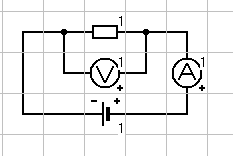 1
V 1 +
A 1 +
- +
1